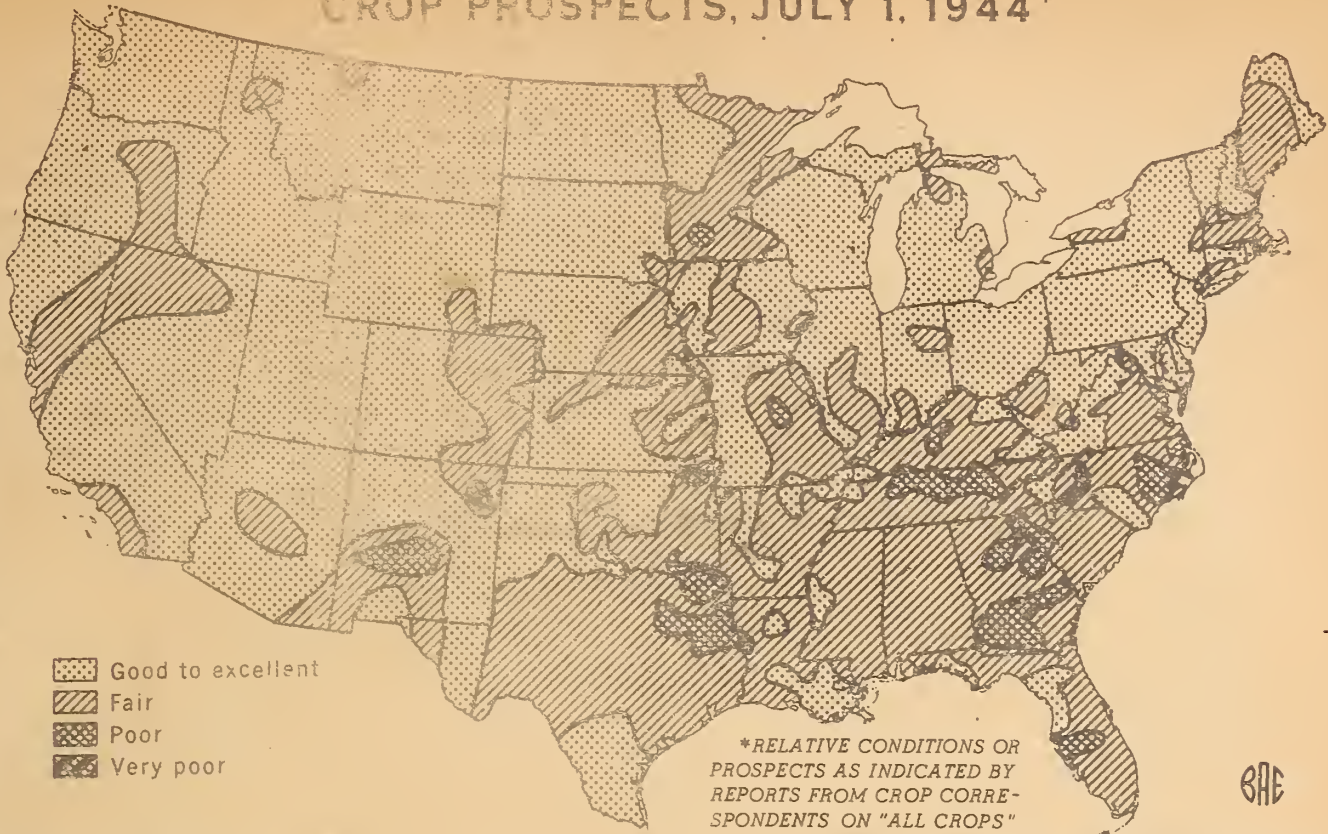 CROP PROSPECTS, JULY 1, 1944*
Good to excellent
Fair
Poor
Very poor
*RELATIVE CONDITIONS OR
PROSPECTS AS INDICATED BY
REPORTS FROM CROP CORRE-
SPONDENTS ON "ALL CROPS"
BAE